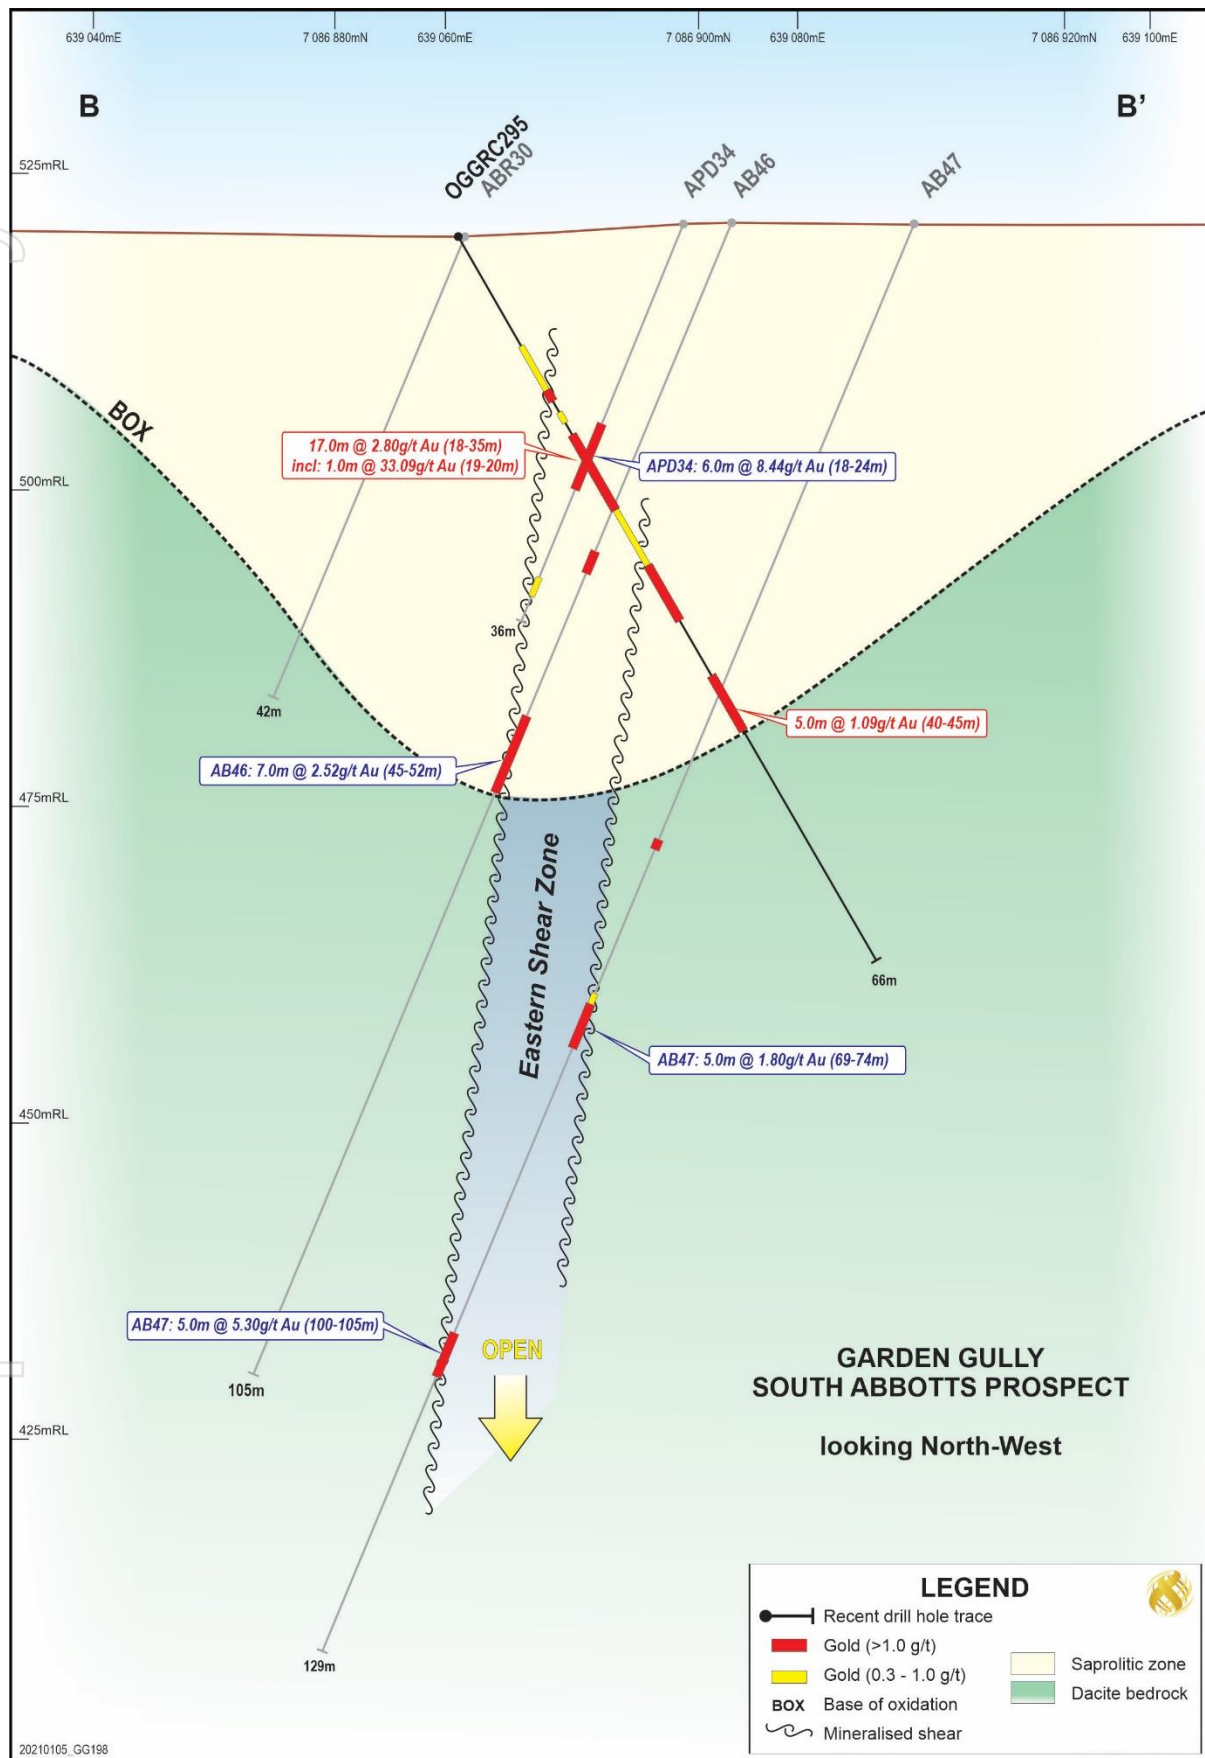 639 040mE
7 086 880mN
639 060mE
7 086 900mN
639 080mE
7 086 920mN
639 100mE
B
B’
525mRL
OGGRC295
ABR30
APD34
AB46
AB47
BOX
17.0m @ 2.80g/t Au (18-35m)
incl: 1.0m @ 33.09g/t Au (19-20m)
APD34: 6.0m @ 8.44g/t Au (18-24m)
500mRL
36m
42m
5.0m @ 1.09g/t Au (40-45m)
AB46: 7.0m @ 2.52g/t Au (45-52m)
475mRL
Eastern Shear Zone
66m
AB47: 5.0m @ 1.80g/t Au (69-74m)
450mRL
AB47: 5.0m @ 5.30g/t Au (100-105m)
OPEN
105m
GARDEN GULLY
SOUTH ABBOTTS PROSPECT
looking North-West
425mRL
129m
LEGEND
Recent drill hole trace
Gold (>1.0 g/t)
Gold (0.3 - 1.0 g/t)
BOX Base of oxidation
Mineralised shear
Saprolitic zone
Dacite bedrock
20210105_GG198